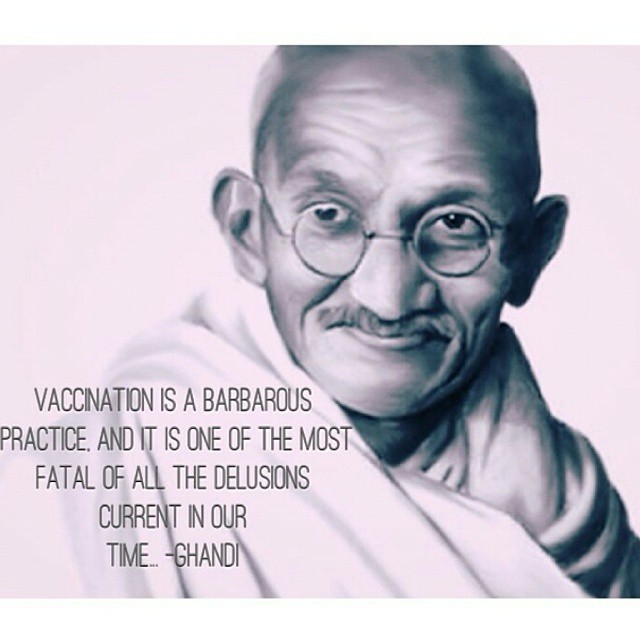 VACCINATION IS A BARBAROUS
PRACTICE, AND IT IS ONE OF THE MOST
FATAL OF ALL THE DELUSIONS
CURRENT IN OUR
TIME... -GHANDI